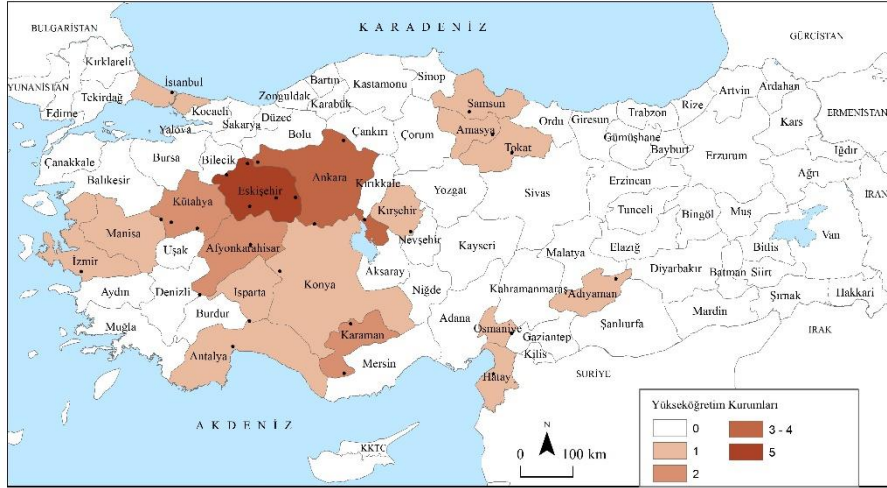 KARADENİZ
BULGARİSTAN
GÜRCİSTAN
Kırklareli
YUNANİSTAN
Edirne
Tekirdağ
İstanbul
Kocaeli
Yalova
Sakarya
Düzce
Zonguldak
Bartın
Karabük
Kastamonu
Sinop
Samsun
Bolu
Çankırı
Çorum
Amasya
Tokat
Ordu
Giresun
Trabzon
Rize
Artvin
Ardahan
Kars
ERMENİSTAN
Gümüşhane
Bayburt
Erzurum
Iğdır
Ağrı
İRAN
Çanakkale
Balıkesir
Bursa
Bilecik
Eskişehir
Ankara
Kırıkkale
Yozgat
Sivas
Erzincan
Tunceli
Bingöl
Muş
Bitlis
Van
Kütahya
Manisa
Uşak
Afyonkarahisar
Kırşehir
Nevşehir
Kayseri
Malatya
Elazığ
Diyarbakır
Batman
Siirt
Şırnak
Hakkari
İzmir
Aydın
Denizli
Isparta
Konya
Aksaray
Niğde
Kahramanmaraş
Adıyaman
Mardin
Şanlıurfa
Muğla
Burdur
Antalya
Karaman
Mersin
Adana
Osmaniye
Gaziantep
Kilis
Hatay
SURİYE
IRAK
AKDENİZ
KKTC
N
0 100 km
Yükseköğretim Kurumları
0
1
2
3 - 4
5